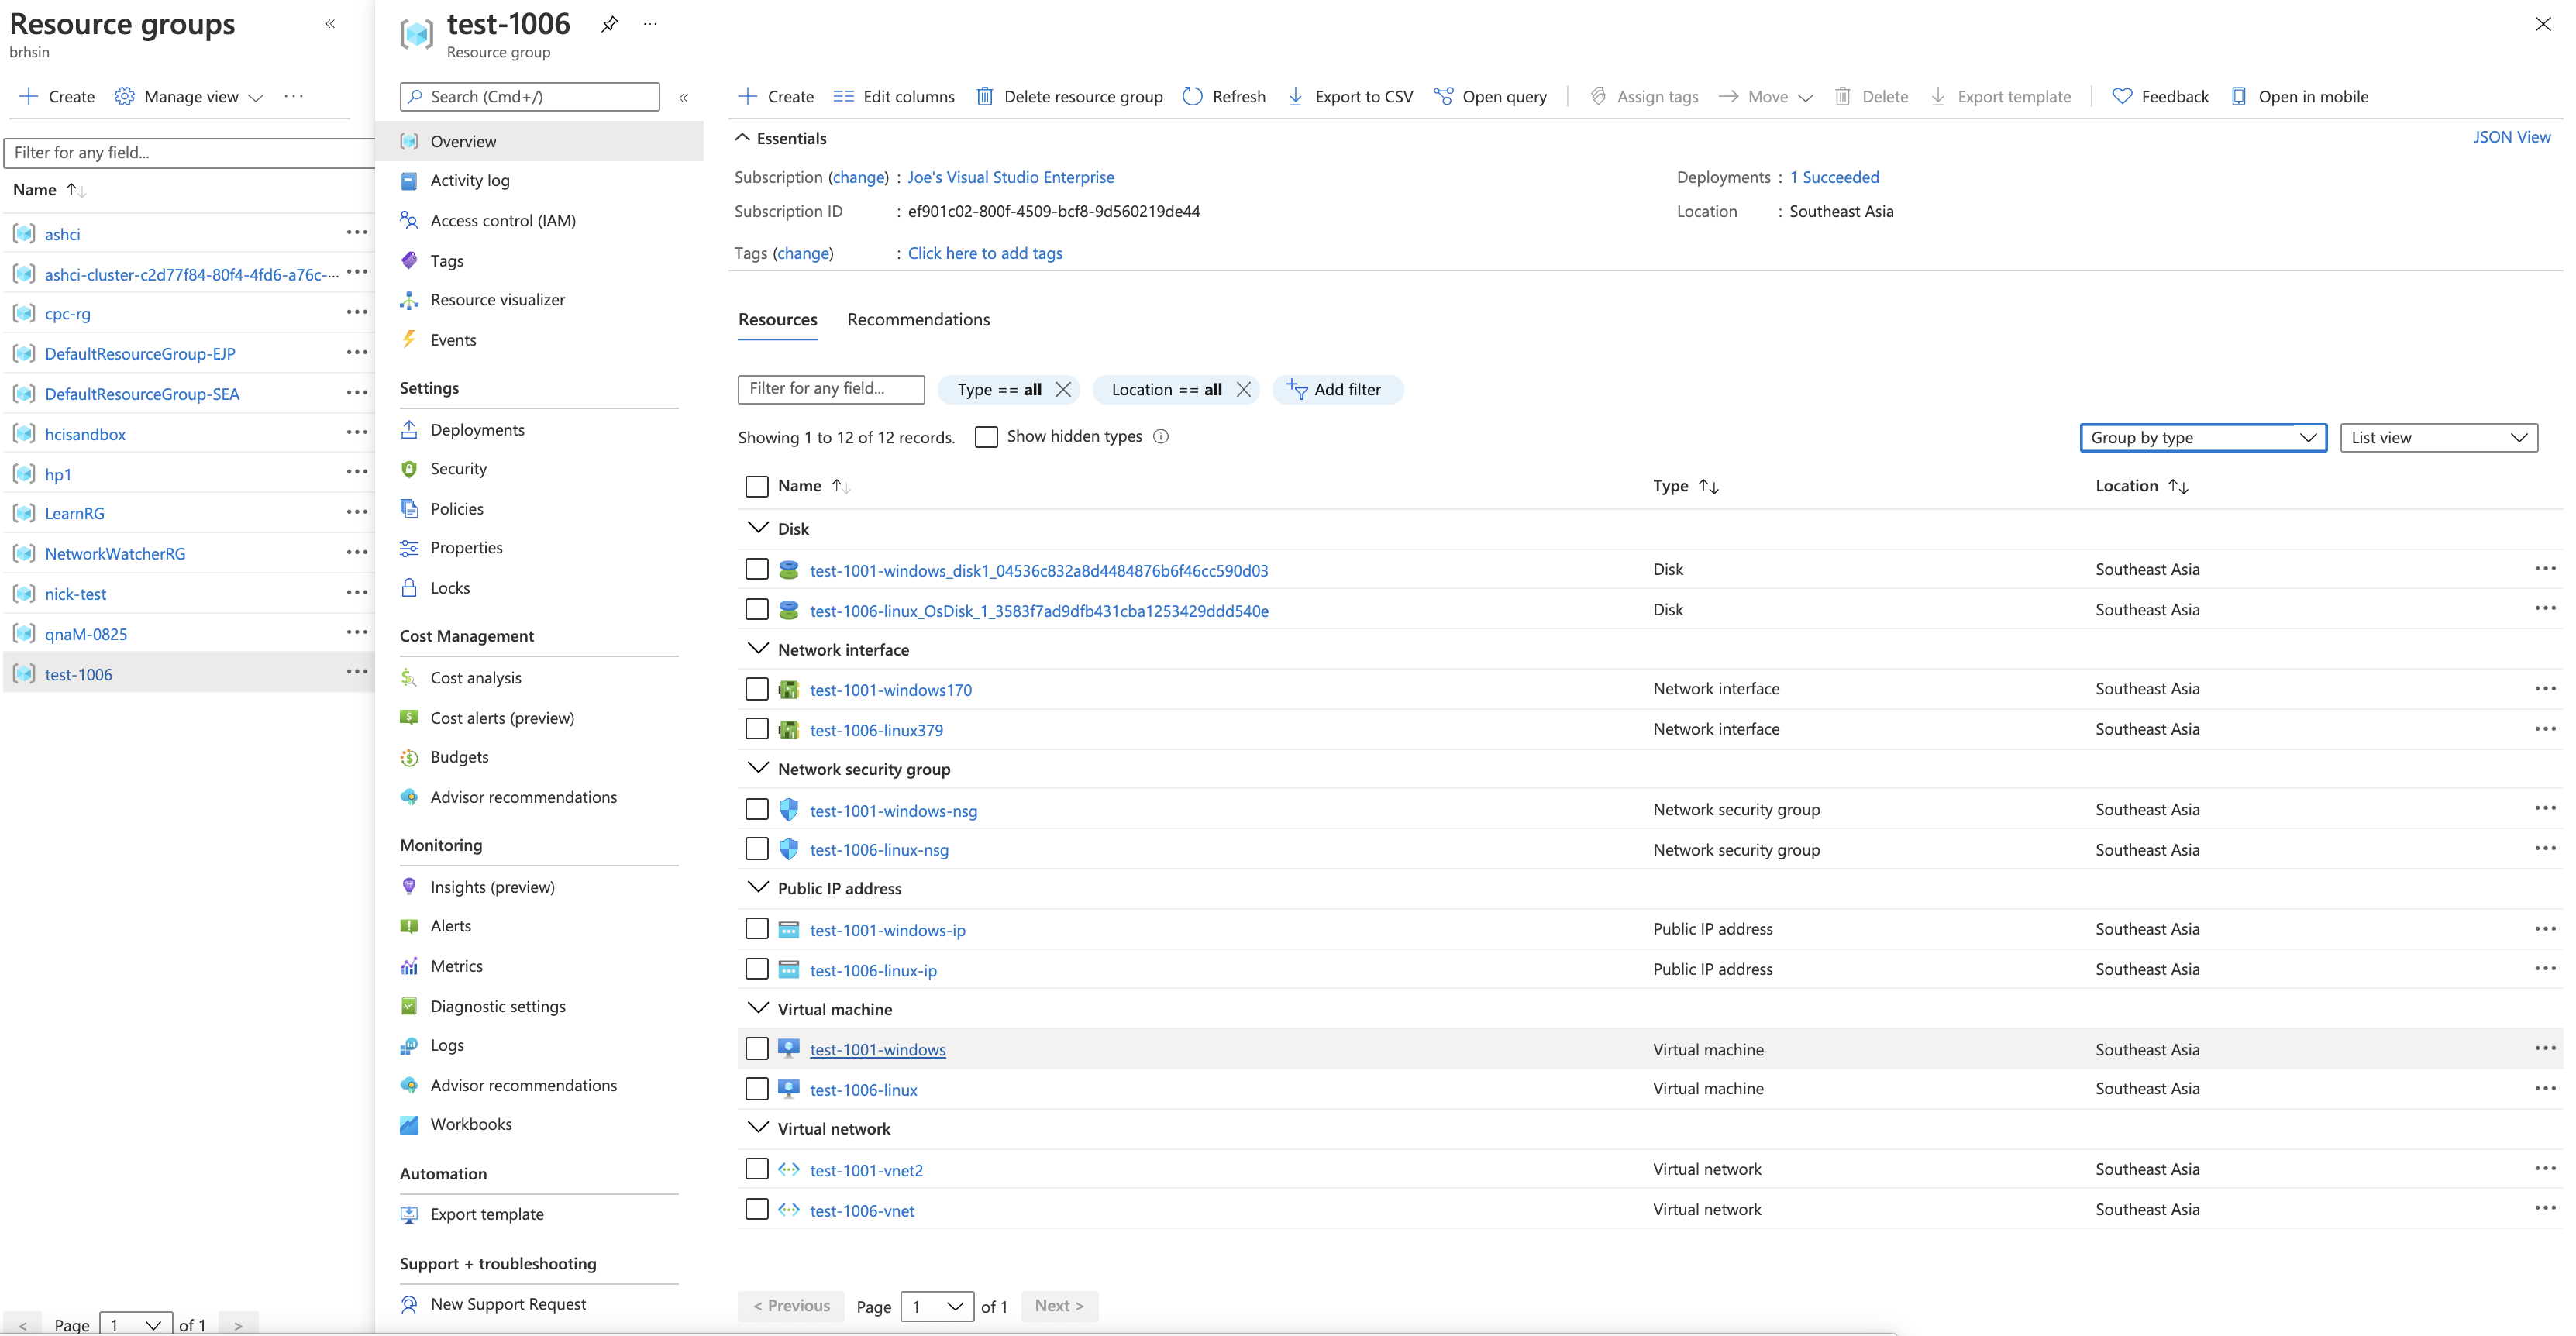 Resource groups
brhsin
Create
Manage view
Filter for any field...
Name
ashci
ashci-cluster-c2d77f84-80f4-4fd6-a76c-...
cpc-rg
DefaultResourceGroup-EJP
DefaultResourceGroup-SEA
hcisandbox
hp1
LearnRG
NetworkWatcherRG
nick-test
qnaM-0825
test-1006
< Page 1 of 1 >
test-1006
Resource group
Search (Cmd+/)
Overview
Activity log
Access control (IAM)
Tags
Resource visualizer
Events
Settings
Deployments
Security
Policies
Properties
Locks
Cost Management
Cost analysis
Cost alerts (preview)
Budgets
Advisor recommendations
Monitoring
Insights (preview)
Alerts
Metrics
Diagnostic settings
Logs
Advisor recommendations
Workbooks
Automation
Export template
Support + troubleshooting
New Support Request
Create Edit columns Delete resource group Refresh Export to CSV Open query Assign tags Move Delete Export template Feedback Open in mobile
Essentials
JSON View
Subscription (change) : Joe's Visual Studio Enterprise
Deployments : 1 Succeeded
Subscription ID : ef901c02-800f-4509-bcf8-9d560219de44
Location : Southeast Asia
Tags (change) : Click here to add tags
Resources Recommendations
Filter for any field... Type == all Location == all Add filter
Showing 1 to 12 of 12 records. Show hidden types
Group by type List view
Name Type Location
Disk
test-1001-windows_disk1_04536c832a8d4484876b6f46cc590d03 Disk Southeast Asia
test-1006-linux_OsDisk_1_3583f7ad9dfb431cba1253429ddd540e Disk Southeast Asia
Network interface
test-1001-windows170 Network interface Southeast Asia
test-1006-linux379 Network interface Southeast Asia
Network security group
test-1001-windows-nsg Network security group Southeast Asia
test-1006-linux-nsg Network security group Southeast Asia
Public IP address
test-1001-windows-ip Public IP address Southeast Asia
test-1006-linux-ip Public IP address Southeast Asia
Virtual machine
test-1001-windows Virtual machine Southeast Asia
test-1006-linux Virtual machine Southeast Asia
Virtual network
test-1001-vnet2 Virtual network Southeast Asia
test-1006-vnet Virtual network Southeast Asia
< Previous Page 1 of 1 Next >